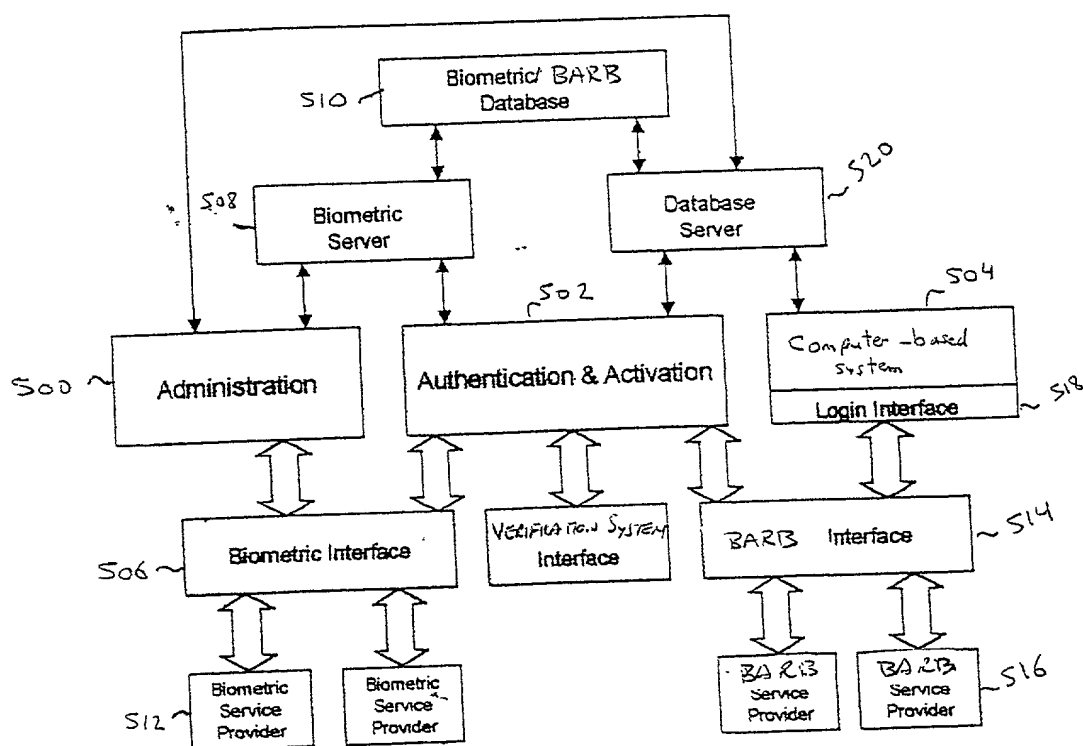 510
Biometric/ BARB
Database
508
Biometric
Server
520
Database
Server
502
504
500
Administration
Authentication & Activation
Computer-based
system
518
Login Interface
506
Biometric Interface
VERIFICATION SYSTEM
Interface
BARB Interface
514
512
Biometric
Service
Provider
Biometric
Service
Provider
BARB
Service
Provider
BARB
Service
Provider
516